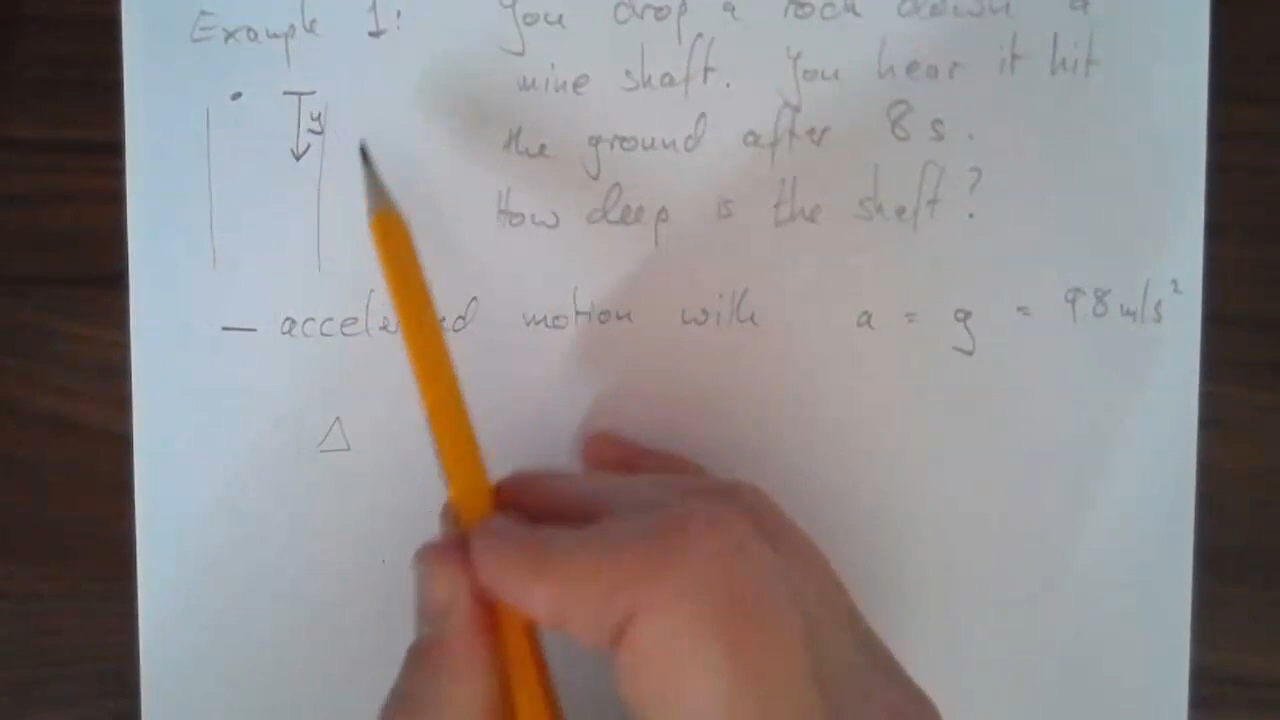 Example 1: You drop a rock down a
mine shaft. You hear it hit
y
the ground after 8 s.
How deep is the shaft?
— accelerated motion with a = g = 9.8 m/s²
Δ